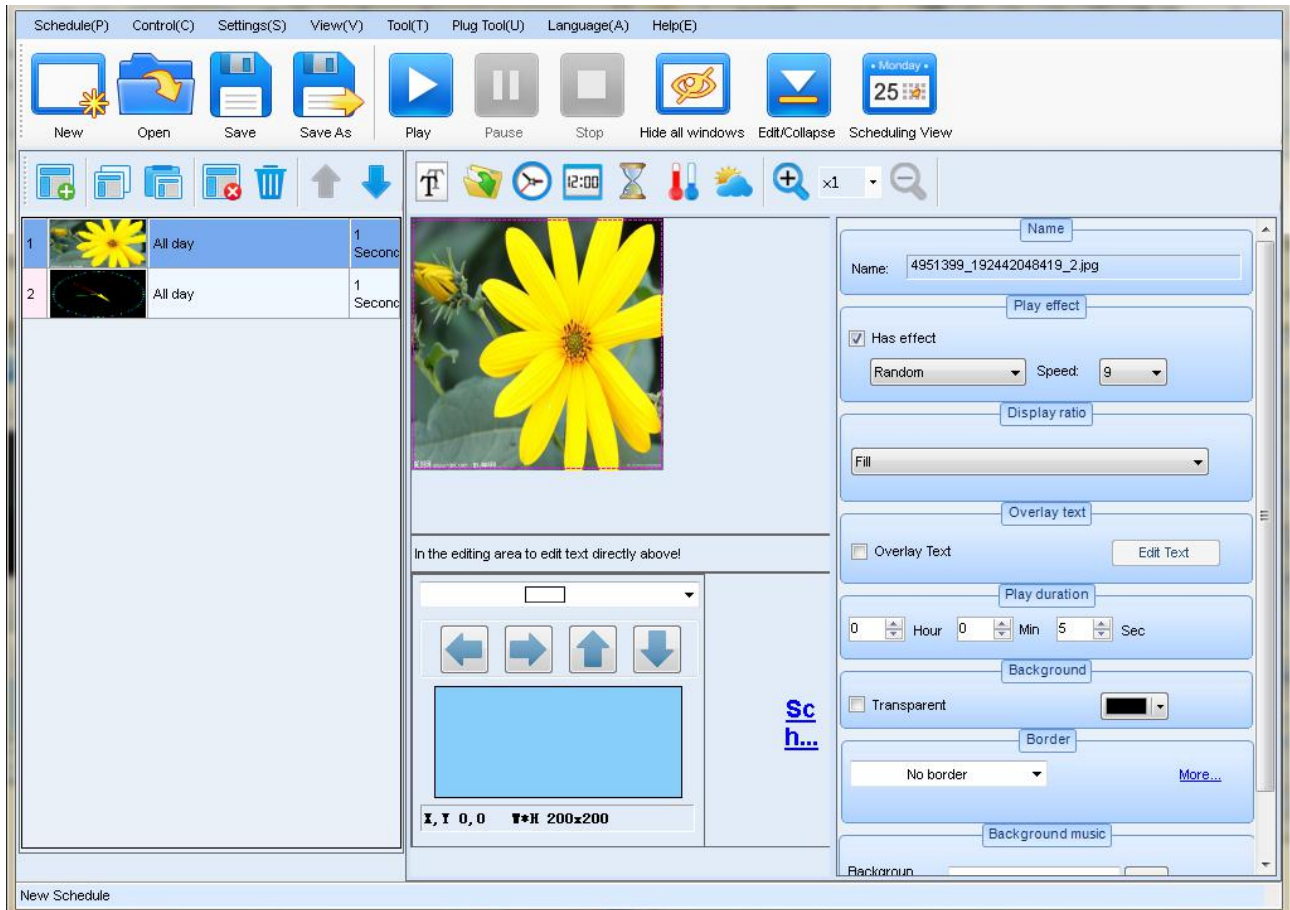 Schedule(P) Control(C) Settings(S) View(V) Tool(T) Plug Tool(U) Language(A) Help(E)
Monday
25
New Open Save Save As Play Pause Stop Hide all windows Edit/Collapse Scheduling View
T 12:00 x1
1 All day 1
Second
2 All day 1
Second
Name
Name: 4951399_192442048419_2.jpg
Play effect
Has effect
Random Speed: 9
Display ratio
Fill
Overlay text
Overlay Text Edit Text
In the editing area to edit text directly above!
Play duration
0 Hour 0 Min 5 Sec
Background
Transparent
Sc
h...
Border
No border More...
X,Y 0,0 W*H 200x200
Background music
Backgroun
New Schedule